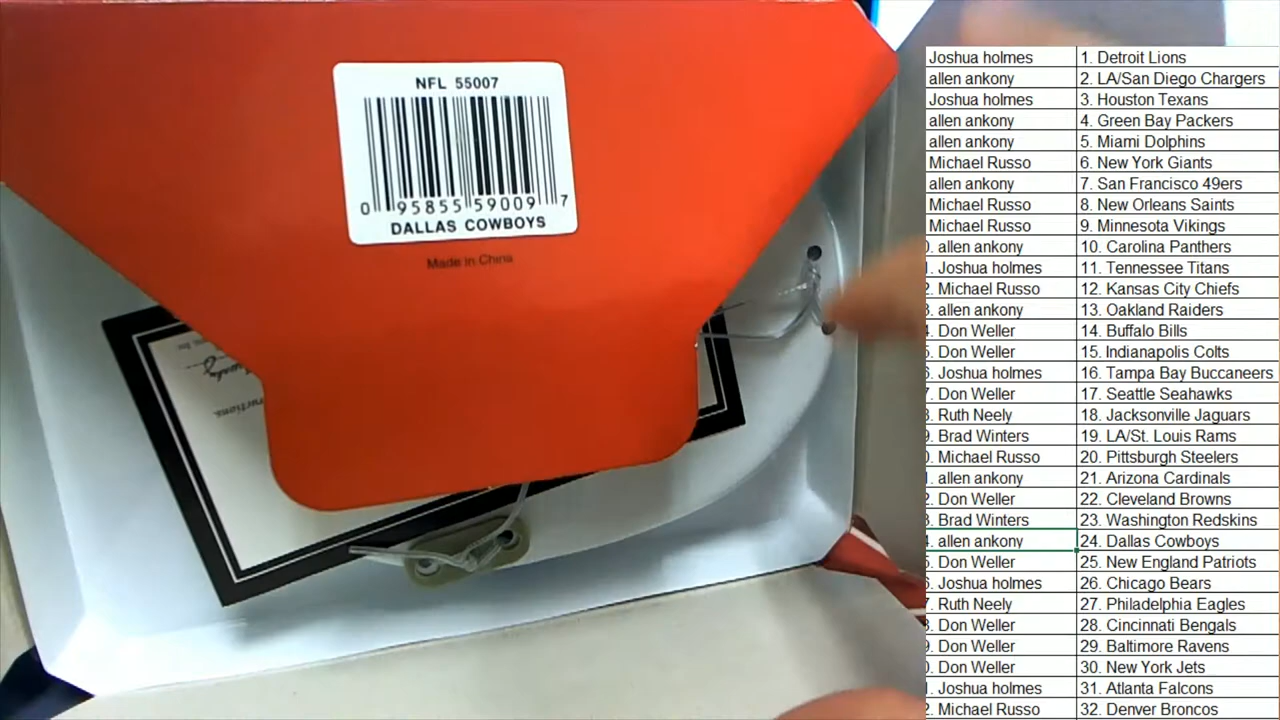 NFL 55007
0 95855 59009 7
DALLAS COWBOYS
Made in China
Joshua holmes 1. Detroit Lions
allen ankony 2. LA/San Diego Chargers
Joshua holmes 3. Houston Texans
allen ankony 4. Green Bay Packers
allen ankony 5. Miami Dolphins
Michael Russo 6. New York Giants
allen ankony 7. San Francisco 49ers
Michael Russo 8. New Orleans Saints
Michael Russo 9. Minnesota Vikings
allen ankony 10. Carolina Panthers
Joshua holmes 11. Tennessee Titans
Michael Russo 12. Kansas City Chiefs
allen ankony 13. Oakland Raiders
Don Weller 14. Buffalo Bills
Don Weller 15. Indianapolis Colts
Joshua holmes 16. Tampa Bay Buccaneers
Don Weller 17. Seattle Seahawks
Ruth Neely 18. Jacksonville Jaguars
Brad Winters 19. LA/St. Louis Rams
Michael Russo 20. Pittsburgh Steelers
allen ankony 21. Arizona Cardinals
Don Weller 22. Cleveland Browns
Brad Winters 23. Washington Redskins
allen ankony 24. Dallas Cowboys
Don Weller 25. New England Patriots
Joshua holmes 26. Chicago Bears
Ruth Neely 27. Philadelphia Eagles
Don Weller 28. Cincinnati Bengals
Don Weller 29. Baltimore Ravens
Don Weller 30. New York Jets
Joshua holmes 31. Atlanta Falcons
Michael Russo 32. Denver Broncos